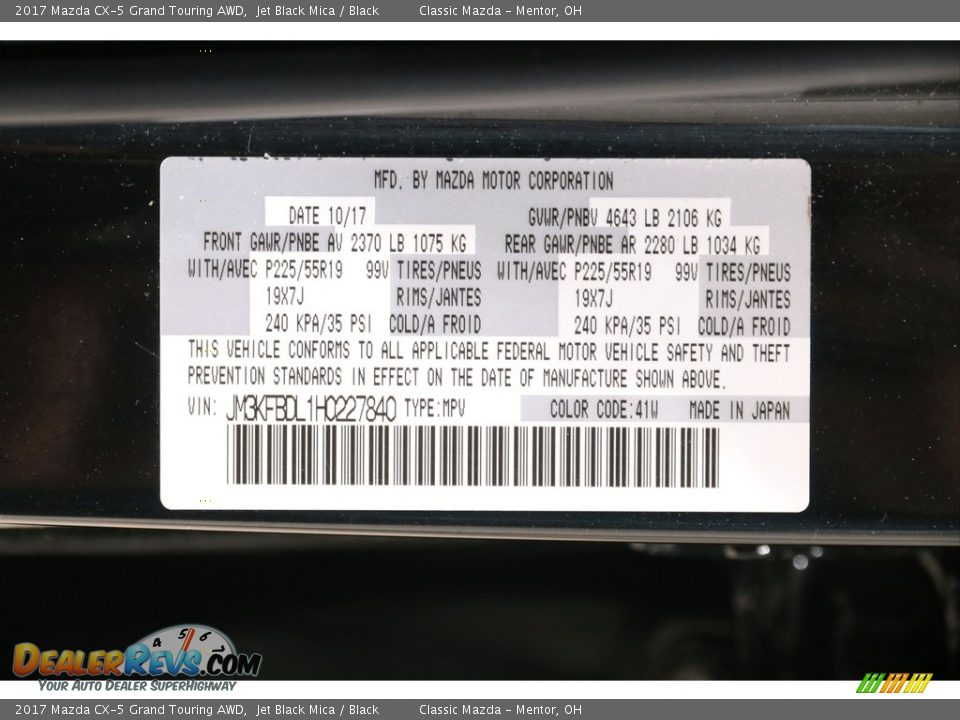 2017 Mazda CX-5 Grand Touring AWD,  Jet Black Mica / Black        Classic Mazda - Mentor, OH
MFD. BY MAZDA MOTOR CORPORATION
DATE 10/17 GVWR/PNBV 4643 LB 2106 KG
FRONT GAWR/PNBE AV 2370 LB 1075 KG REAR GAWR/PNBE AR 2280 LB 1034 KG
WITH/AVEC P225/55R19 99V TIRES/PNEUS WITH/AVEC P225/55R19 99V TIRES/PNEUS
19X7J RIMS/JANTES 19X7J RIMS/JANTES
240 KPA/35 PSI COLD/A FROID 240 KPA/35 PSI COLD/A FROID
THIS VEHICLE CONFORMS TO ALL APPLICABLE FEDERAL MOTOR VEHICLE SAFETY AND THEFT
PREVENTION STANDARDS IN EFFECT ON THE DATE OF MANUFACTURE SHOWN ABOVE.
VIN: JM3KFBDL1H0227840 TYPE:MPV COLOR CODE:41W MADE IN JAPAN
4 5 6
DEALERREVS.COM
YOUR AUTO DEALER SUPERHIGHWAY
2017 Mazda CX-5 Grand Touring AWD,  Jet Black Mica / Black        Classic Mazda - Mentor, OH